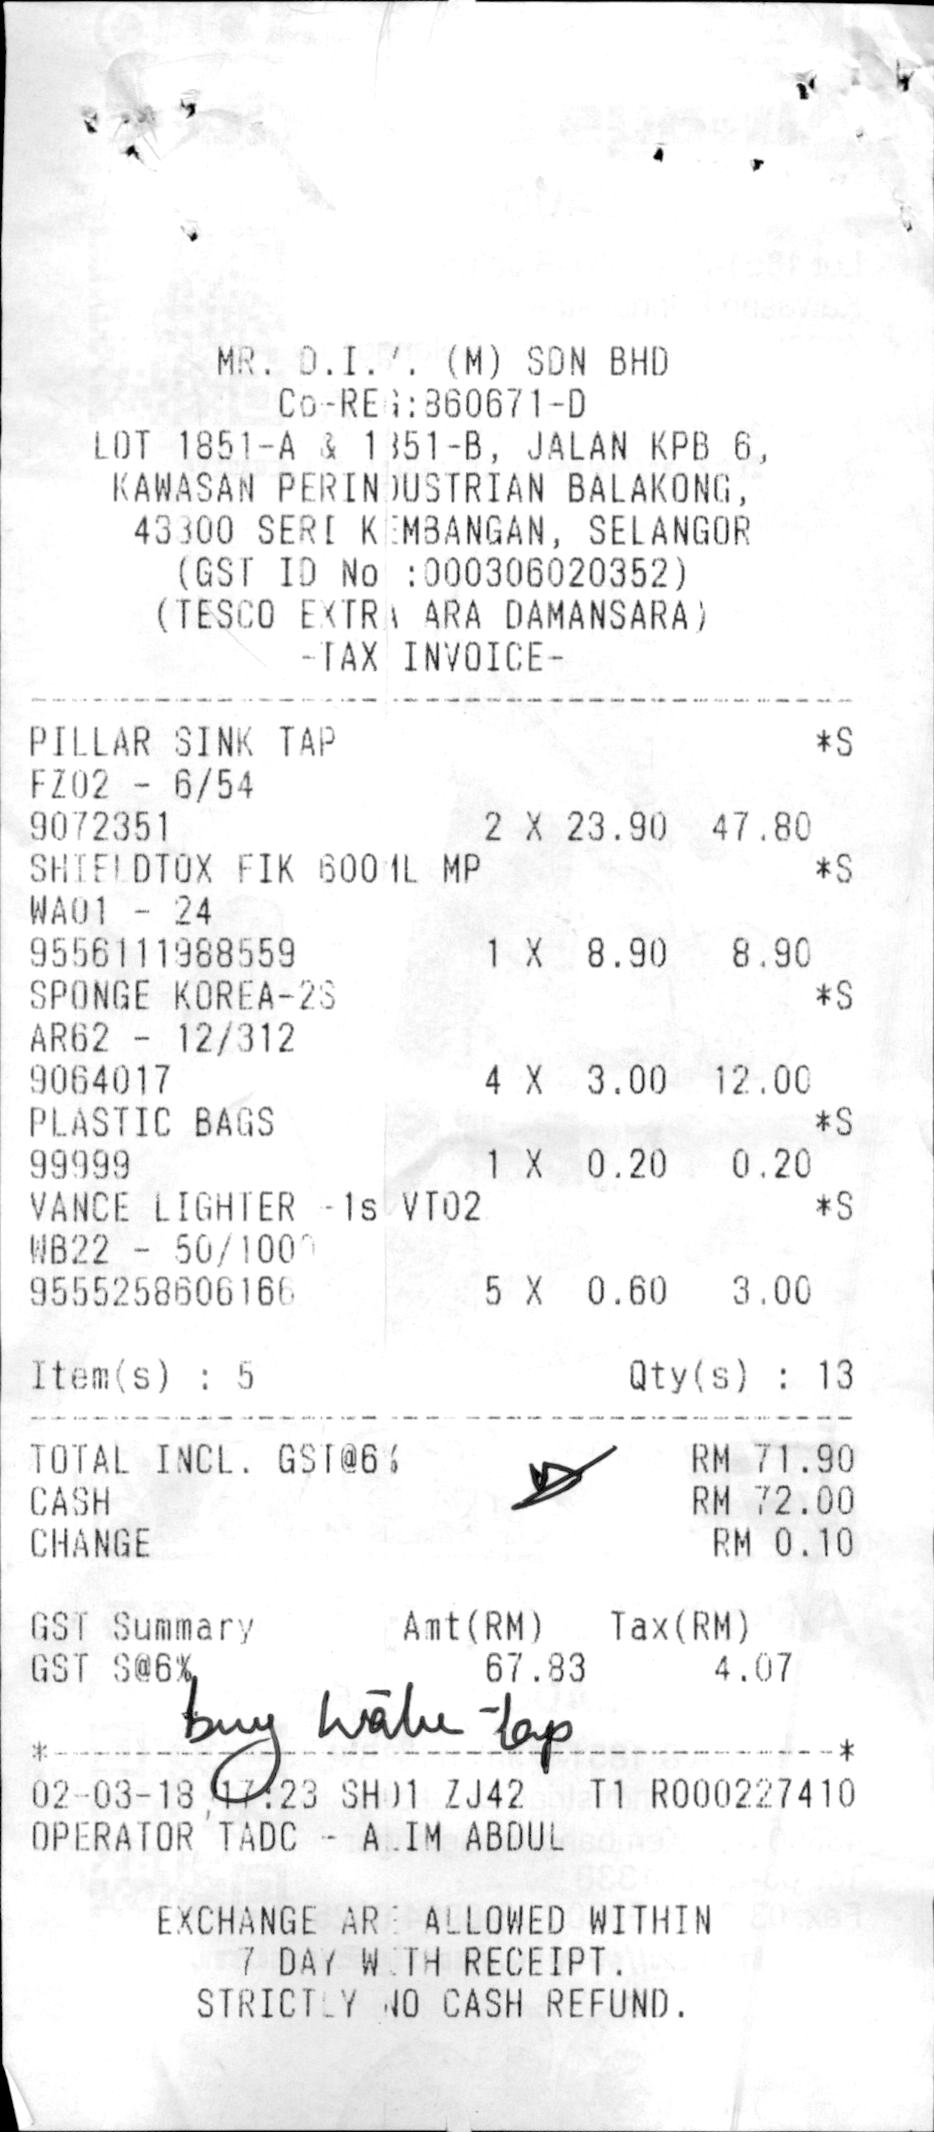 MR. D.I.Y. (M) SDN BHD
Co-REG:860671-D
LOT 1851-A & 1851-B, JALAN KPB 6,
KAWASAN PERINDUSTRIAN BALAKONG,
43300 SERI KEMBANGAN, SELANGOR
(GST ID No :000306020352)
(TESCO EXTRA ARA DAMANSARA)
-TAX INVOICE-
PILLAR SINK TAP *S
FZ02 - 6/54
9072351 2 X 23.90 47.80
SHIELDTOX FIK 600ML MP *S
WA01 - 24
9556111988559 1 X 8.90 8.90
SPONGE KOREA-2S *S
AR62 - 12/312
9064017 4 X 3.00 12.00
PLASTIC BAGS *S
99999 1 X 0.20 0.20
VANCE LIGHTER -1s VT02 *S
WB22 - 50/1000
9555258606166 5 X 0.60 3.00
Item(s) : 5 Qty(s) : 13
TOTAL INCL. GST@6% RM 71.90
CASH RM 72.00
CHANGE RM 0.10
GST Summary Amt(RM) Tax(RM)
GST S@6% 67.83 4.07
buy tap
*--------------------------------------*
02-03-18 17:23 SH01 ZJ42 T1 R000227410
OPERATOR TADC - ALIM ABDUL
EXCHANGE ARE ALLOWED WITHIN
7 DAY WITH RECEIPT.
STRICTLY NO CASH REFUND.